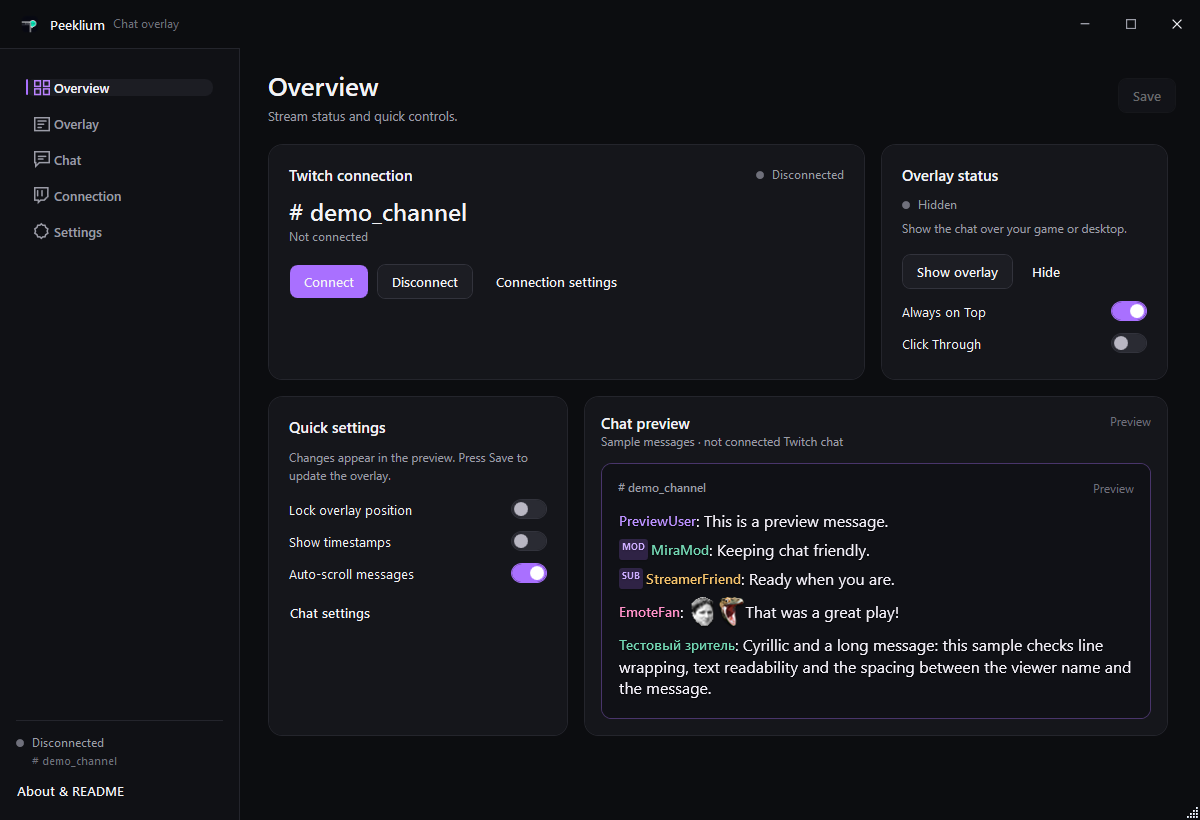 Peeklium Chat overlay
Overview
Overlay
Chat
Connection
Settings
Disconnected
# demo_channel
About & README
Overview
Stream status and quick controls.
Save
Twitch connection
Disconnected
# demo_channel
Not connected
Connect
Disconnect
Connection settings
Overlay status
Hidden
Show the chat over your game or desktop.
Show overlay
Hide
Always on Top
Click Through
Quick settings
Changes appear in the preview. Press Save to
update the overlay.
Lock overlay position
Show timestamps
Auto-scroll messages
Chat settings
Chat preview
Preview
Sample messages · not connected Twitch chat
# demo_channel
Preview
PreviewUser: This is a preview message.
MOD MiraMod: Keeping chat friendly.
SUB StreamerFriend: Ready when you are.
EmoteFan: That was a great play!
Тестовый зритель: Cyrillic and a long message: this sample checks line
wrapping, text readability and the spacing between the viewer name and
the message.